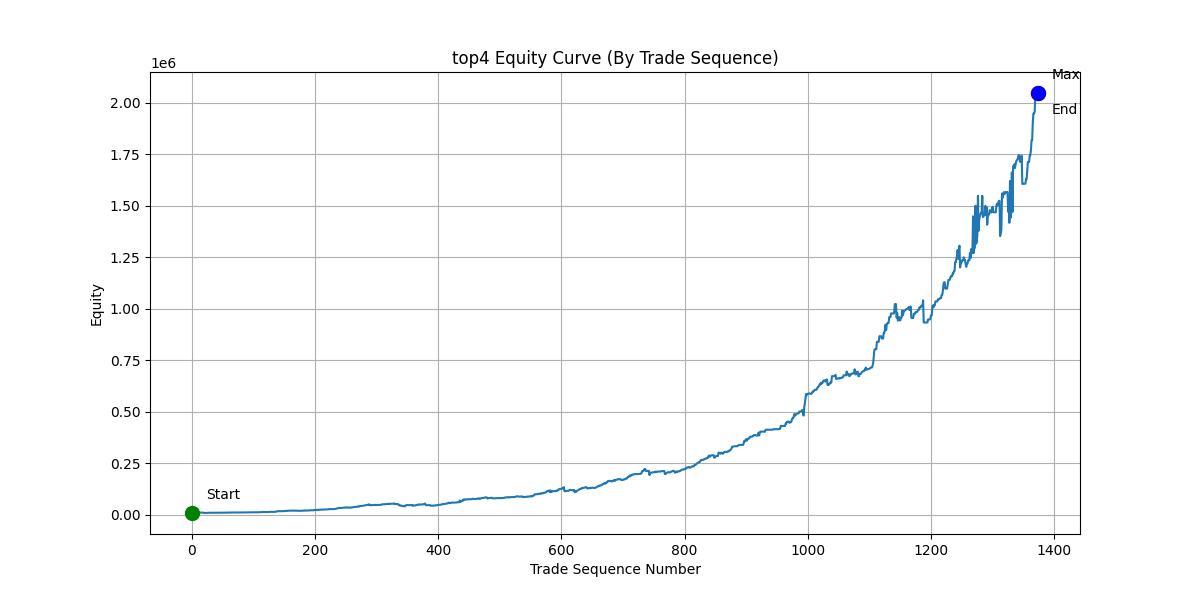 top4 Equity Curve (By Trade Sequence)
1e6
Max
2.00
End
1.75
1.50
1.25
1.00
0.75
0.50
0.25
0.00
Equity
Start
0 200 400 600 800 1000 1200 1400
Trade Sequence Number